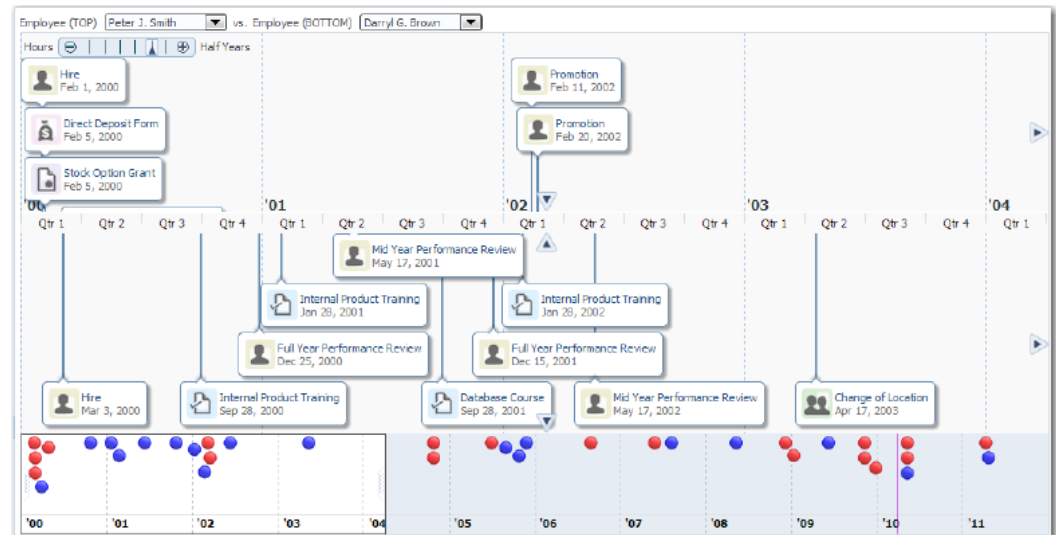 Employee (TOP) Peter J. Smith vs. Employee (BOTTOM) Darryl G. Brown
Hours Half Years
Hire
Feb 1, 2000
Direct Deposit Form
Feb 5, 2000
Stock Option Grant
Feb 5, 2000
Promotion
Feb 11, 2002
Promotion
Feb 20, 2002
'00 '01 '02 '03 '04
Qtr 1 Qtr 2 Qtr 3 Qtr 4 Qtr 1 Qtr 2 Qtr 3 Qtr 4 Qtr 1 Qtr 2 Qtr 3 Qtr 4 Qtr 1 Qtr 2 Qtr 3 Qtr 4 Qtr 1
Mid Year Performance Review
May 17, 2001
Internal Product Training
Jan 28, 2001
Internal Product Training
Jan 28, 2002
Full Year Performance Review
Dec 25, 2000
Full Year Performance Review
Dec 15, 2001
Hire
Mar 3, 2000
Internal Product Training
Sep 28, 2000
Database Course
Sep 28, 2001
Mid Year Performance Review
May 17, 2002
Change of Location
Apr 17, 2003
'00 '01 '02 '03 '04 '05 '06 '07 '08 '09 '10 '11